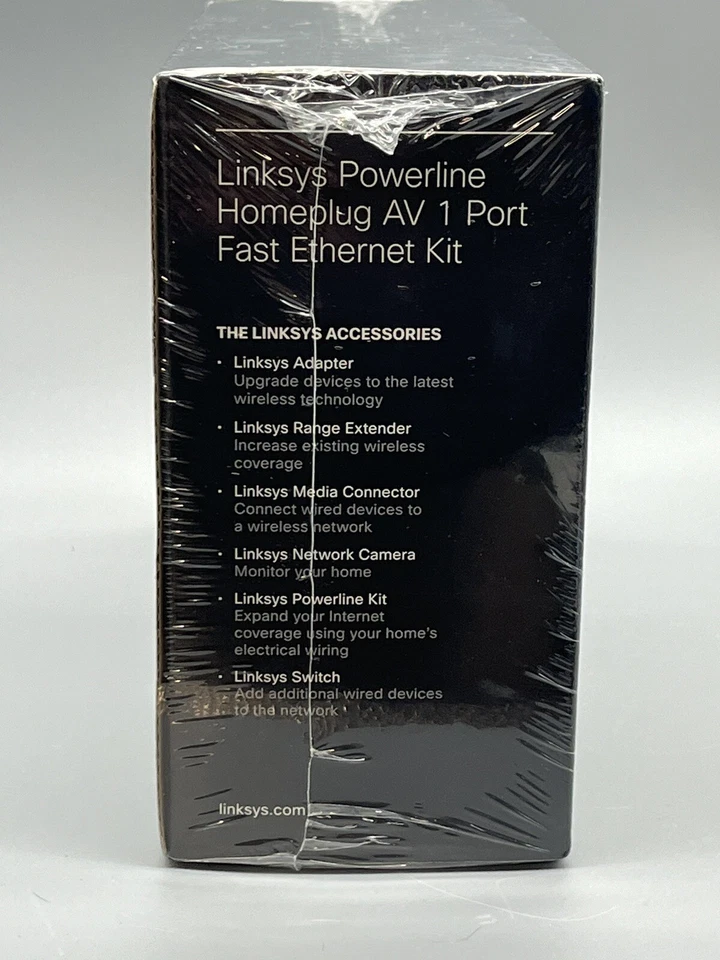 Linksys Powerline
Homeplug AV 1 Port
Fast Ethernet Kit
THE LINKSYS ACCESSORIES
· Linksys Adapter
Upgrade devices to the latest
wireless technology
· Linksys Range Extender
Increase existing wireless
coverage
· Linksys Media Connector
Connect wired devices to
a wireless network
· Linksys Network Camera
Monitor your home
· Linksys Powerline Kit
Expand your Internet
coverage using your home's
electrical wiring
· Linksys Switch
Add additional wired devices
to the network
linksys.com